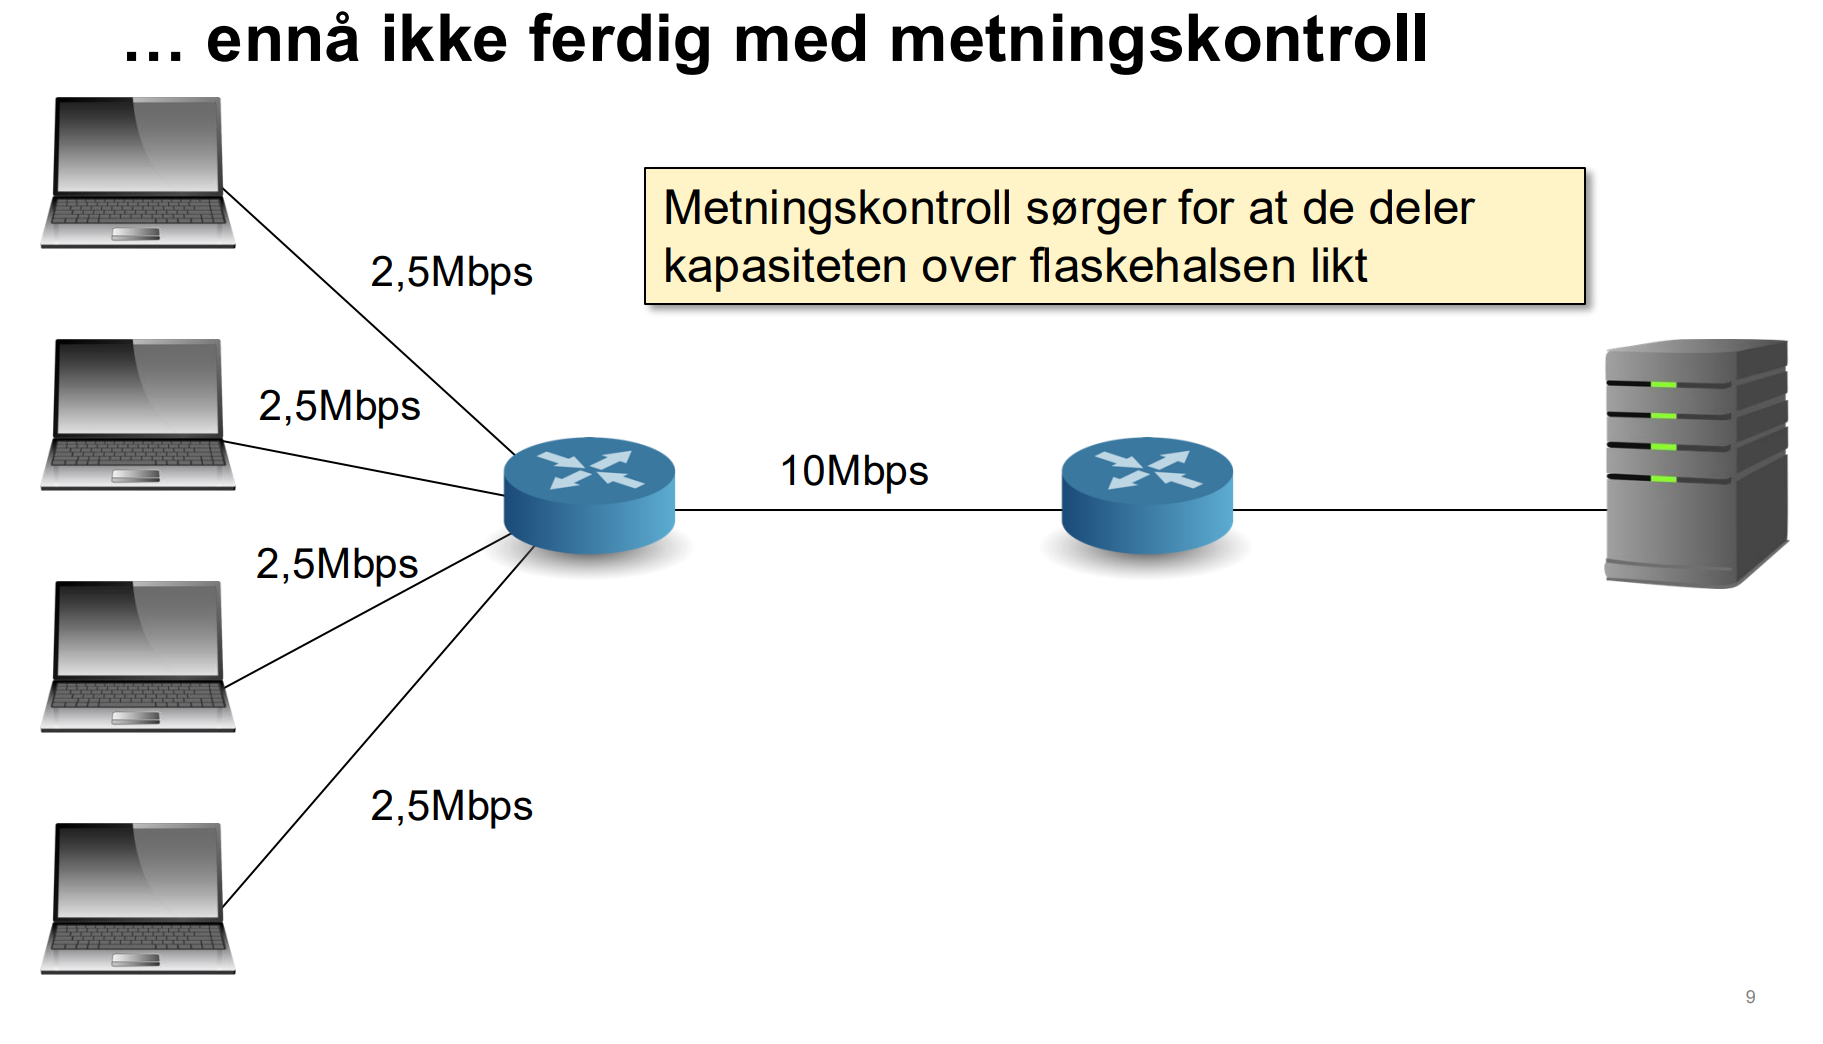 … ennå ikke ferdig med metningskontroll
Metningskontroll sørger for at de deler
kapasiteten over flaskehalsen likt
2,5Mbps
2,5Mbps
10Mbps
2,5Mbps
2,5Mbps
9